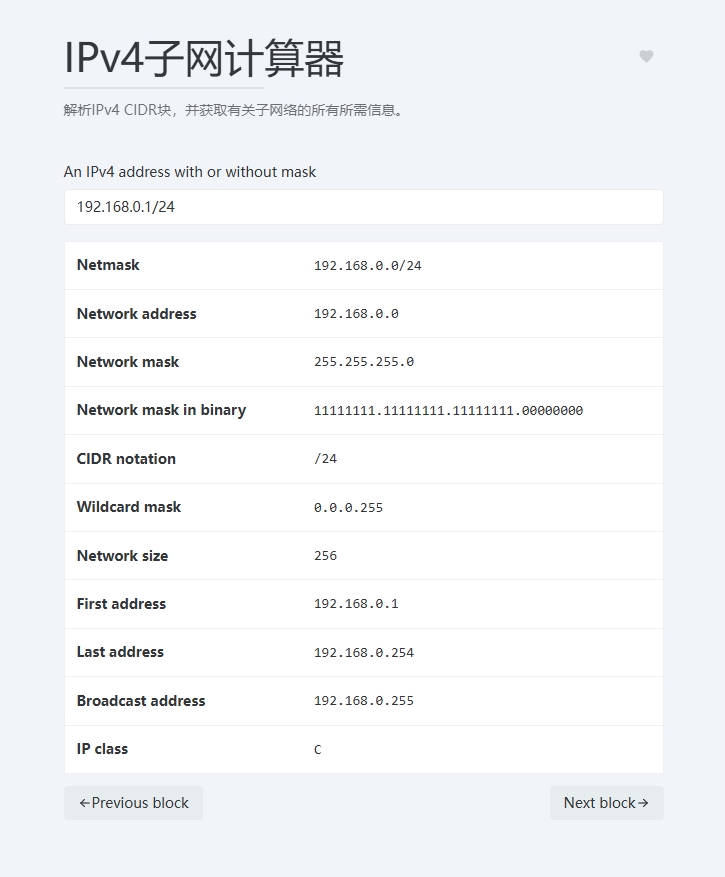 IPv4子网计算器
解析IPv4 CIDR块，并获取有关子网络的所有所需信息。
An IPv4 address with or without mask
192.168.0.1/24
Netmask 192.168.0.0/24
Network address 192.168.0.0
Network mask 255.255.255.0
Network mask in binary 11111111.11111111.11111111.00000000
CIDR notation /24
Wildcard mask 0.0.0.255
Network size 256
First address 192.168.0.1
Last address 192.168.0.254
Broadcast address 192.168.0.255
IP class C
←Previous block Next block→